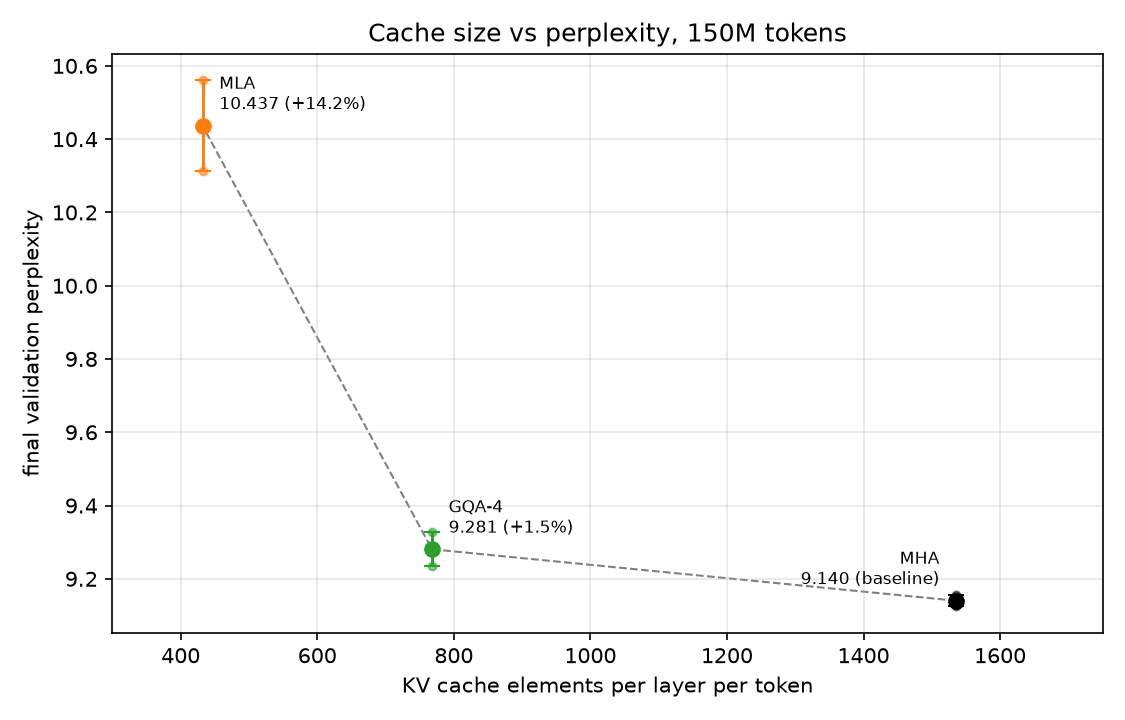 Cache size vs perplexity, 150M tokens
10.6
10.4
10.2
10.0
9.8
9.6
9.4
9.2
final validation perplexity
MLA
10.437 (+14.2%)
GQA-4
9.281 (+1.5%)
MHA
9.140 (baseline)
400
600
800
1000
1200
1400
1600
KV cache elements per layer per token